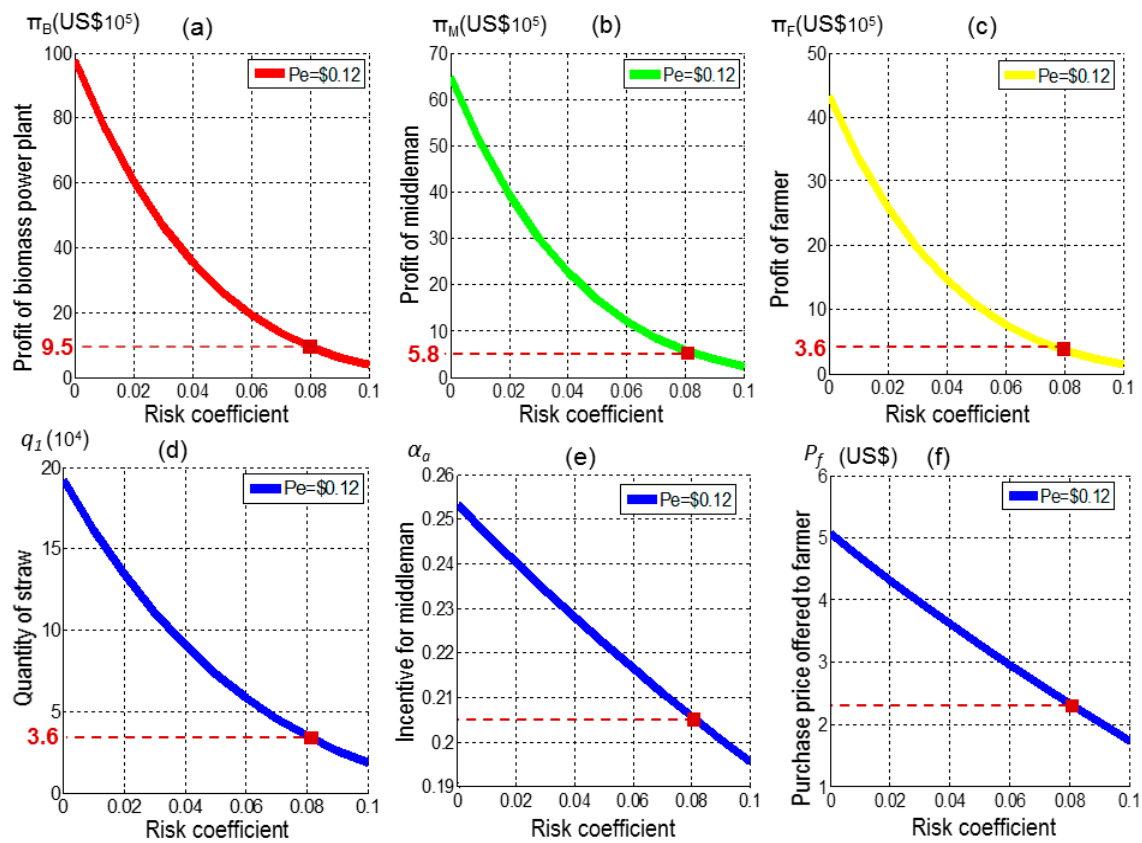 π_B(US$10⁵)
(a)
Profit of biomass power plant
100
80
60
40
20
9.5
0
Pe=$0.12
0 0.02 0.04 0.06 0.08 0.1
Risk coefficient
π_M(US$10⁵)
(b)
Profit of middleman
70
60
50
40
30
20
10
5.8
0
Pe=$0.12
0 0.02 0.04 0.06 0.08 0.1
Risk coefficient
π_F(US$10⁵)
(c)
Profit of farmer
50
40
30
20
10
3.6
0
Pe=$0.12
0 0.02 0.04 0.06 0.08 0.1
Risk coefficient
q₁(10⁴)
(d)
Quantity of straw
20
15
10
5
3.6
0
Pe=$0.12
0 0.02 0.04 0.06 0.08 0.1
Risk coefficient
α_a
(e)
Incentive for middleman
0.26
0.25
0.24
0.23
0.22
0.21
0.2
0.19
Pe=$0.12
0 0.02 0.04 0.06 0.08 0.1
Risk coefficient
P_f (US$)
(f)
Purchase price offered to farmer
6
5
4
3
2
1
Pe=$0.12
0 0.02 0.04 0.06 0.08 0.1
Risk coefficient